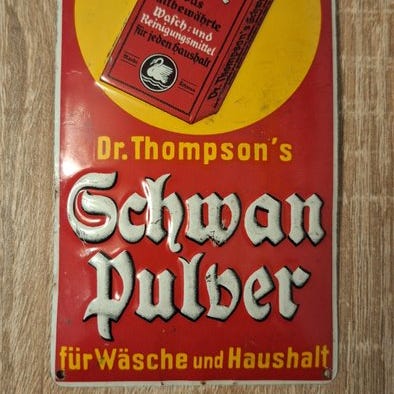 altbewährte
Wasch- und
Reinigungsmittel
für jeden Haushalt
Dr. Thompson's
Schwan
Pulver
für Wäsche und Haushalt